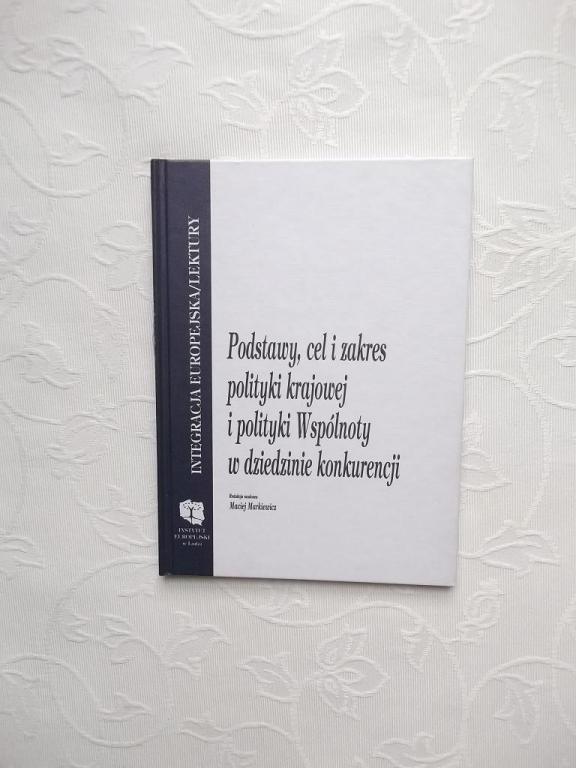 INTEGRACJA EUROPEJSKA/LEKTURY
Podstawy, cel i zakres
polityki krajowej
i polityki Wspólnoty
w dziedzinie konkurencji
Redakcja naukowa
Maciej Markiewicz
INSTYTUT
EUROPEJSKI
w Łodzi